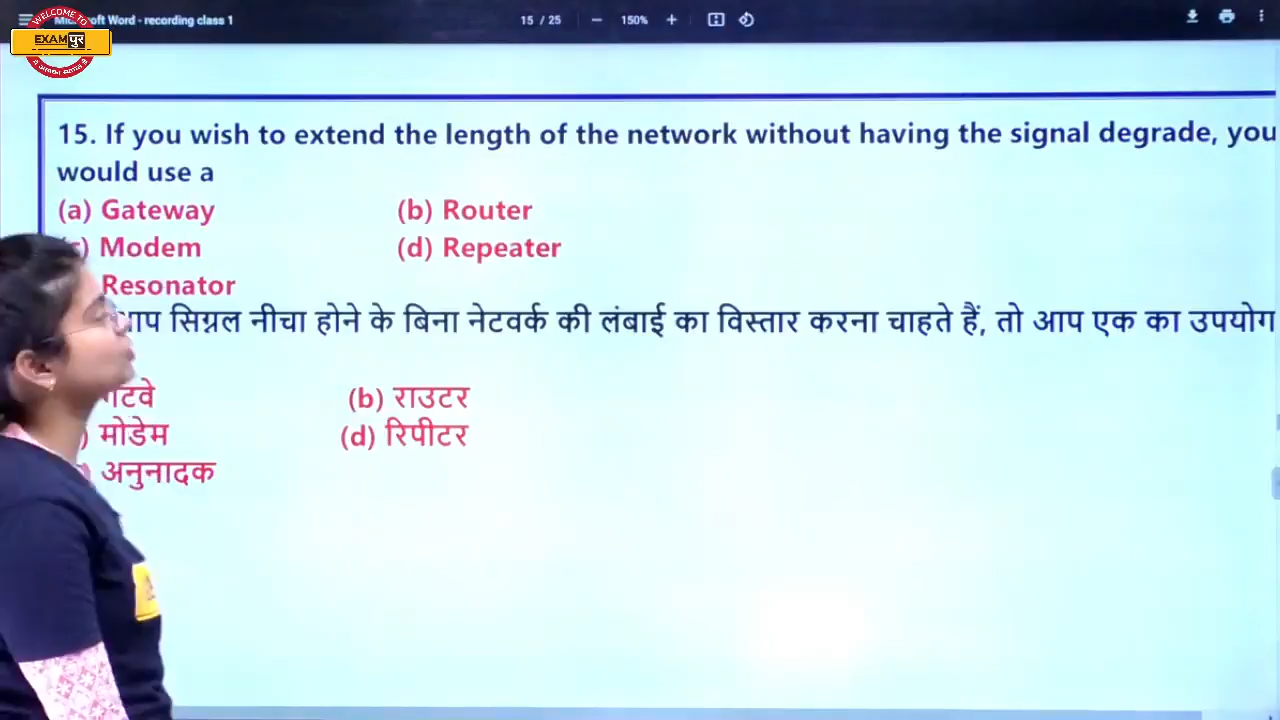 WELCOME TO
EXAMपुर
Microsoft Word - recording class 1
15 / 25
150%
15. If you wish to extend the length of the network without having the signal degrade, you
would use a
(a) Gateway (b) Router
) Modem (d) Repeater
Resonator
सिग्नल नीचा होने के बिना नेटवर्क की लंबाई का विस्तार करना चाहते हैं, तो आप एक का उपयोग
(b) राउटर
) मोडेम (d) रिपीटर
अनुनादक